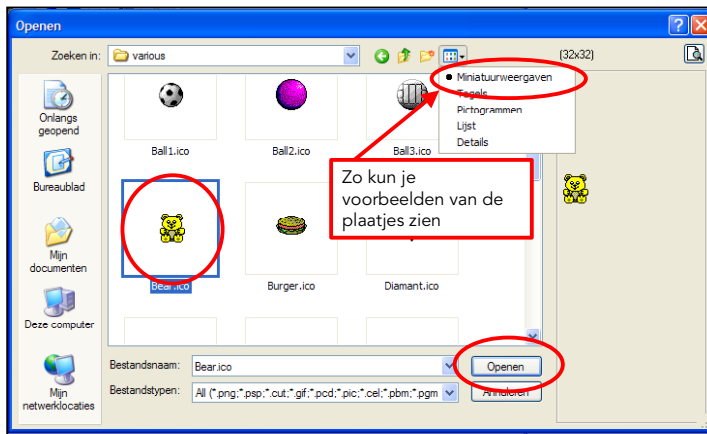 Openen
Zoeken in: various (32x32)
Miniatuurweergaven
Tegels
Pictogrammen
Lijst
Details
Onlangs
geopend
Bureaublad
Mijn
documenten
Deze computer
Mijn
netwerklocaties
Ball1.ico Ball2.ico Ball3.ico
Zo kun je
voorbeelden van de
plaatjes zien
Bear.ico Burger.ico Diamant.ico
Bestandsnaam: Bear.ico Openen
Bestandstypen: All (*.png;*.psp;*.cut;*.gif;*.pcd;*.pic;*.cel;*.pbm;*.pgm Annuleren